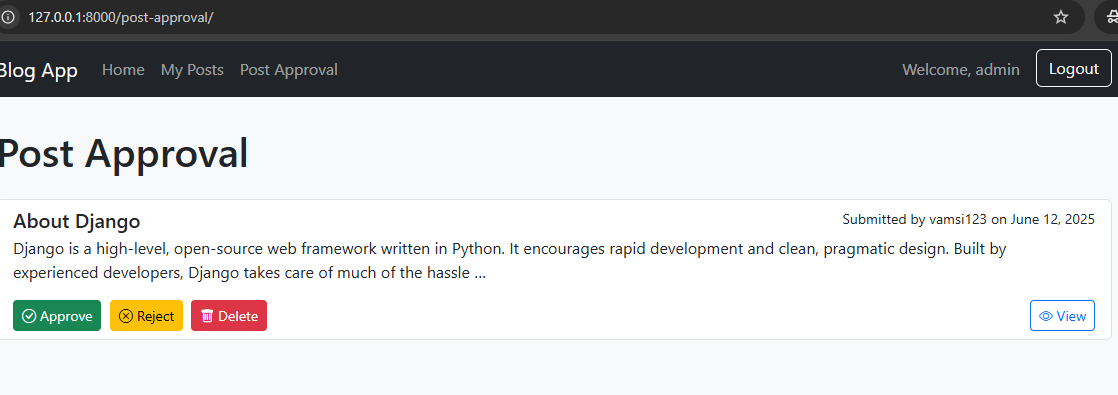 127.0.0.1:8000/post-approval/
Blog App Home My Posts Post Approval Welcome, admin Logout
Post Approval
About Django Submitted by vamsi123 on June 12, 2025
Django is a high-level, open-source web framework written in Python. It encourages rapid development and clean, pragmatic design. Built by
experienced developers, Django takes care of much of the hassle ...
Approve Reject Delete View